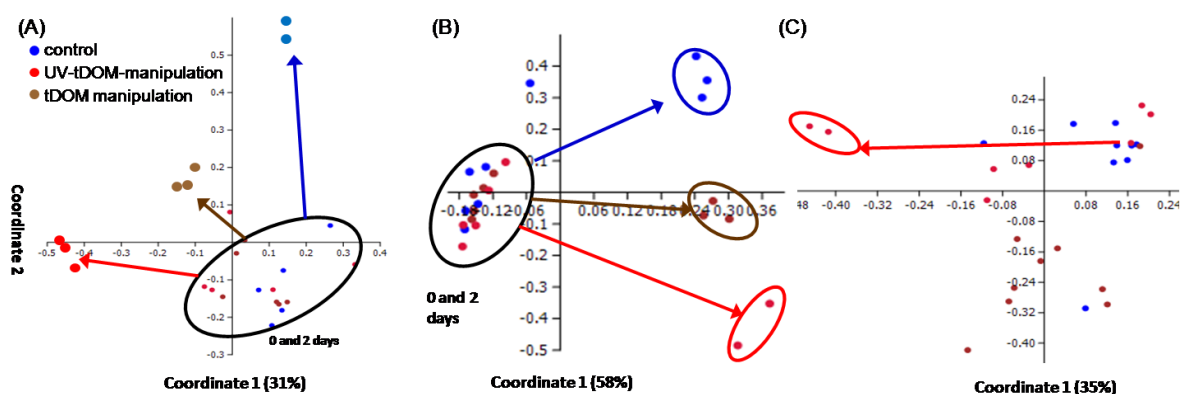 (A)
control
UV-tDOM-manipulation
tDOM manipulation
Coordinate 2
0.5
0.4
0.3
0.2
0.1
-0.5 -0.4 -0.3 -0.2 -0.1 0.1 0.2 0.3 0.4
-0.1
-0.2
-0.3
0 and 2 days
Coordinate 1 (31%)
(B)
0.4
0.3
0.2
0.1
0.06 0.12 0.18 0.24 0.30 0.36
-0.1
-0.2
-0.3
-0.4
-0.5
0 and 2
days
Coordinate 1 (58%)
(C)
0.24
0.16
0.08
48 -0.40 -0.32 -0.24 -0.16 -0.08 0.08 0.16 0.24
-0.08
-0.16
-0.24
-0.32
-0.40
Coordinate 1 (35%)